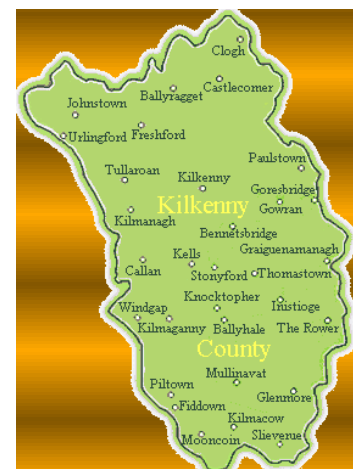 Clogh
Castlecomer
Ballyragget
Johnstown
Freshford
Urlingford
Paulstown
Tullaroan
Kilkenny
Goresbridge
Kilkenny
Gowran
Kilmanagh
Bennetsbridge
Graiguenamanagh
Kells
Callan
Stonyford
Thomastown
Knocktopher
Inistioge
Windgap
Kilmaganny
Ballyhale
The Rower
County
Mullinavat
Piltown
Glenmore
Fiddown
Kilmacow
Mooncoin
Slieverue